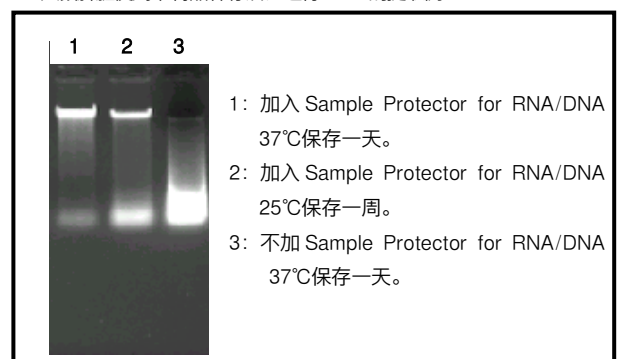 1 2 3
1: 加入 Sample Protector for RNA/DNA
37℃保存一天。
2: 加入 Sample Protector for RNA/DNA
25℃保存一周。
3: 不加 Sample Protector for RNA/DNA
37℃保存一天。